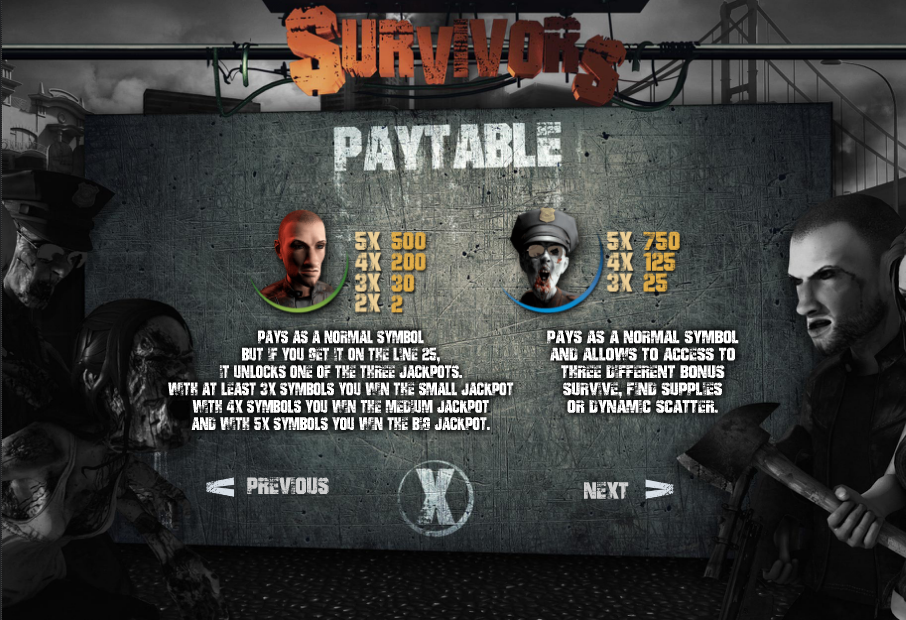 SURVIVORS
PAYTABLE
5X 500
4X 200
3X 30
2X 2
5X 750
4X 125
3X 25
PAYS AS A NORMAL SYMBOL
BUT IF YOU GET IT ON THE LINE 25,
IT UNLOCKS ONE OF THE THREE JACKPOTS.
WITH AT LEAST 3X SYMBOLS YOU WIN THE SMALL JACKPOT
WITH 4X SYMBOLS YOU WIN THE MEDIUM JACKPOT
AND WITH 5X SYMBOLS YOU WIN THE BIG JACKPOT.
PAYS AS A NORMAL SYMBOL
AND ALLOWS TO ACCESS TO
THREE DIFFERENT BONUS
SURVIVE, FIND SUPPLIES
OR DYNAMIC SCATTER.
< PREVIOUS
X
NEXT >